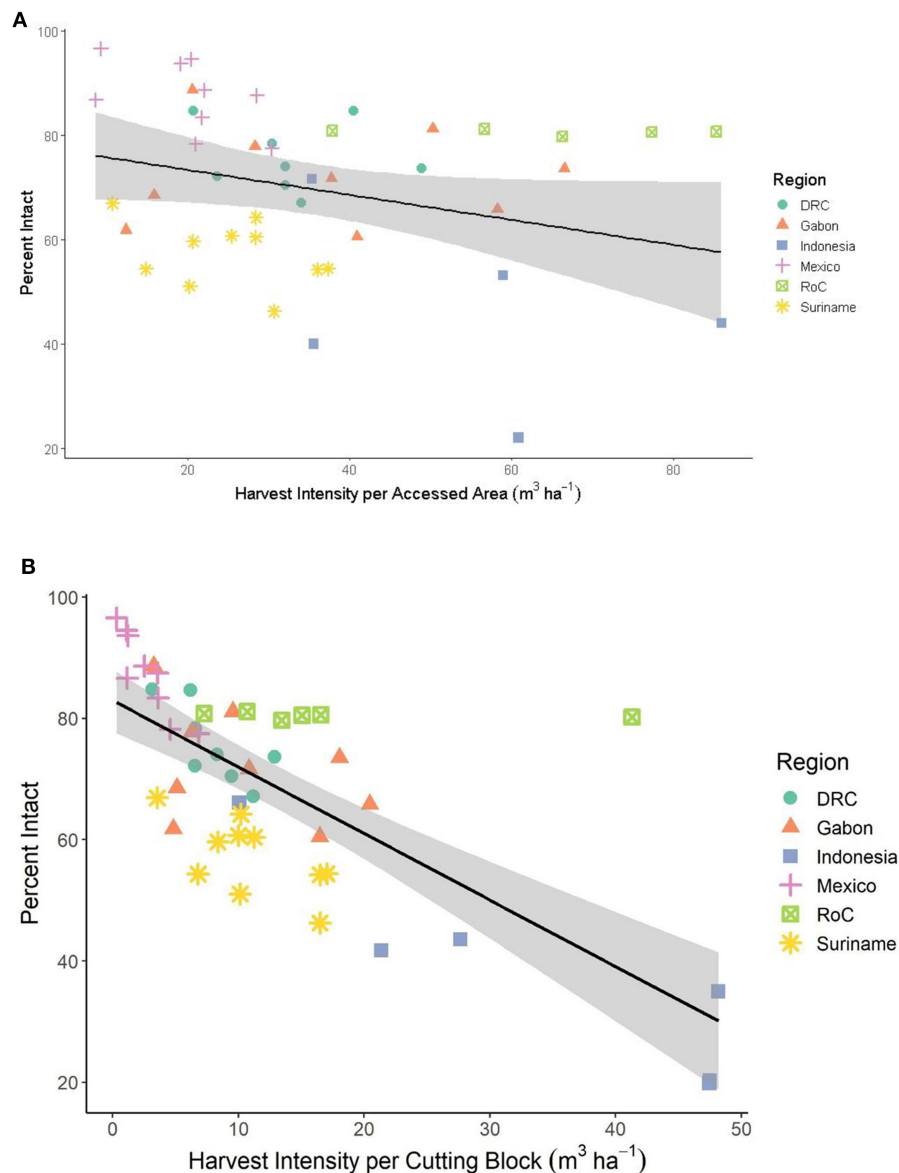 A
100
80
60
40
20
Percent Intact
20 40 60 80
Harvest Intensity per Accessed Area (m³ ha⁻¹)
Region
DRC
Gabon
Indonesia
Mexico
RoC
Suriname
B
100
80
60
40
20
Percent Intact
0 10 20 30 40 50
Harvest Intensity per Cutting Block (m³ ha⁻¹)
Region
DRC
Gabon
Indonesia
Mexico
RoC
Suriname